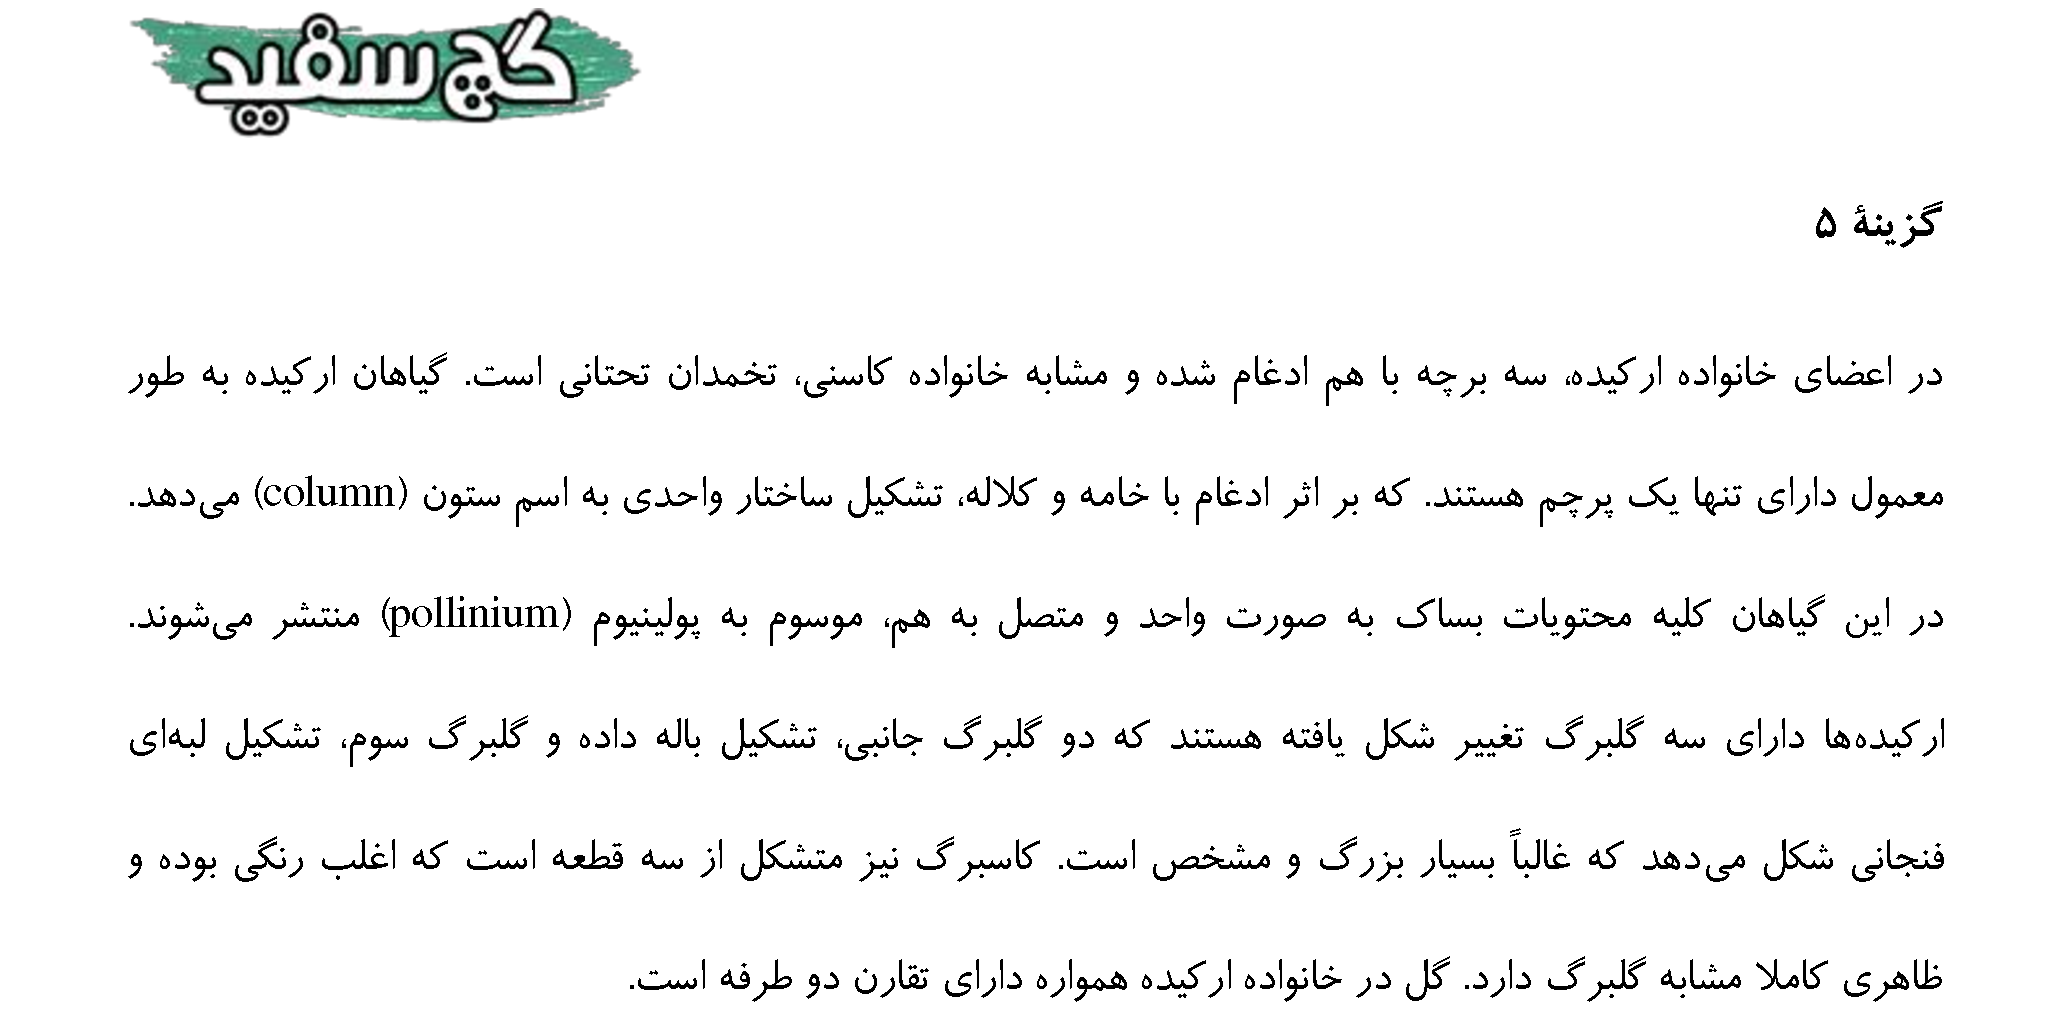 گچ سفید
گزینهٔ ۵
در اعضای خانواده ارکیده، سه برچه با هم ادغام شده و مشابه خانواده کاسنی، تخمدان تحتانی است. گیاهان ارکیده به طور
معمول دارای تنها یک پرچم هستند. که بر اثر ادغام با خامه و کلاله، تشکیل ساختار واحدی به اسم ستون (column) می‌دهد.
در این گیاهان کلیه محتویات بساک به صورت واحد و متصل به هم، موسوم به پولینیوم (pollinium) منتشر می‌شوند.
ارکیده‌ها دارای سه گلبرگ تغییر شکل یافته هستند که دو گلبرگ جانبی، تشکیل باله داده و گلبرگ سوم، تشکیل لبه‌ای
فنجانی شکل می‌دهد که غالباً بسیار بزرگ و مشخص است. کاسبرگ نیز متشکل از سه قطعه است که اغلب رنگی بوده و
ظاهری کاملا مشابه گلبرگ دارد. گل در خانواده ارکیده همواره دارای تقارن دو طرفه است.